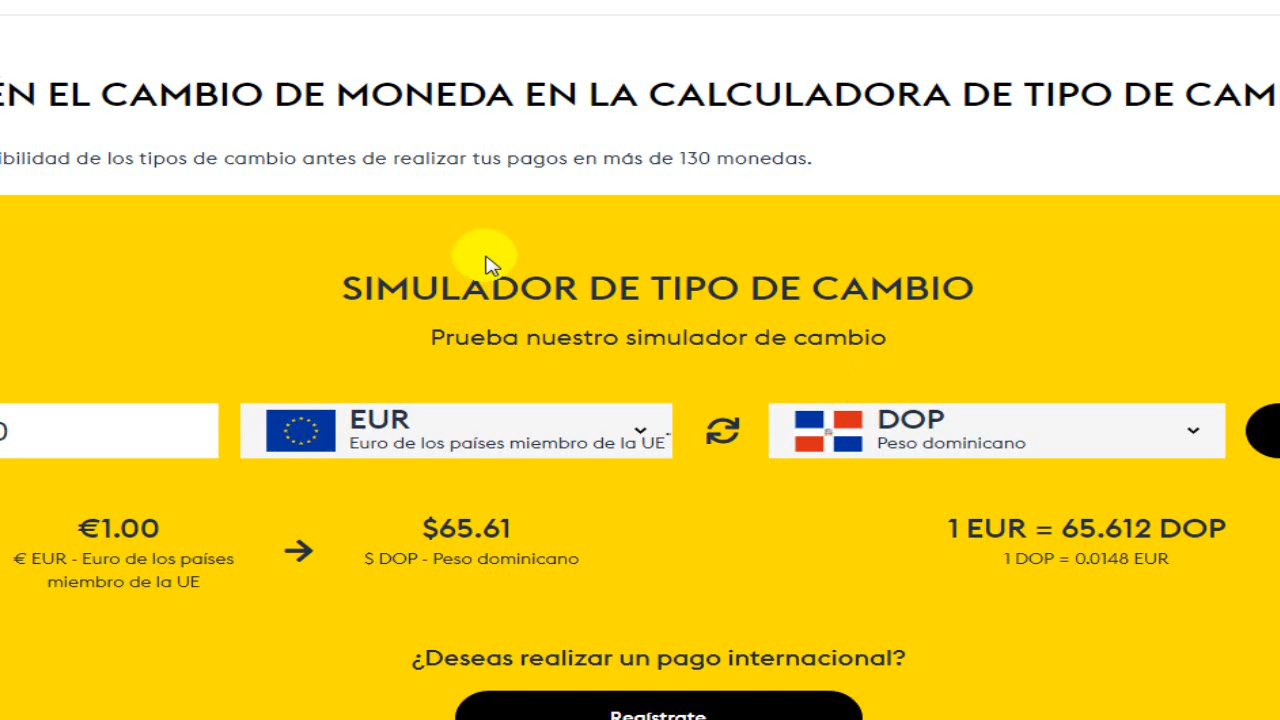 EL CAMBIO DE MONEDA EN LA CALCULADORA DE TIPO DE
de los tipos de cambio antes de realizar tus pagos en más de 130 monedas.
SIMULADOR DE TIPO DE CAMBIO
Prueba nuestro simulador de cambio
EUR
Euro de los países miembro de la UE
DOP
Peso dominicano
€1.00
€ EUR - Euro de los países
miembro de la UE
$65.61
$ DOP - Peso dominicano
1 EUR = 65.612 DOP
1 DOP = 0.0148 EUR
¿Deseas realizar un pago internacional?
Regístrate